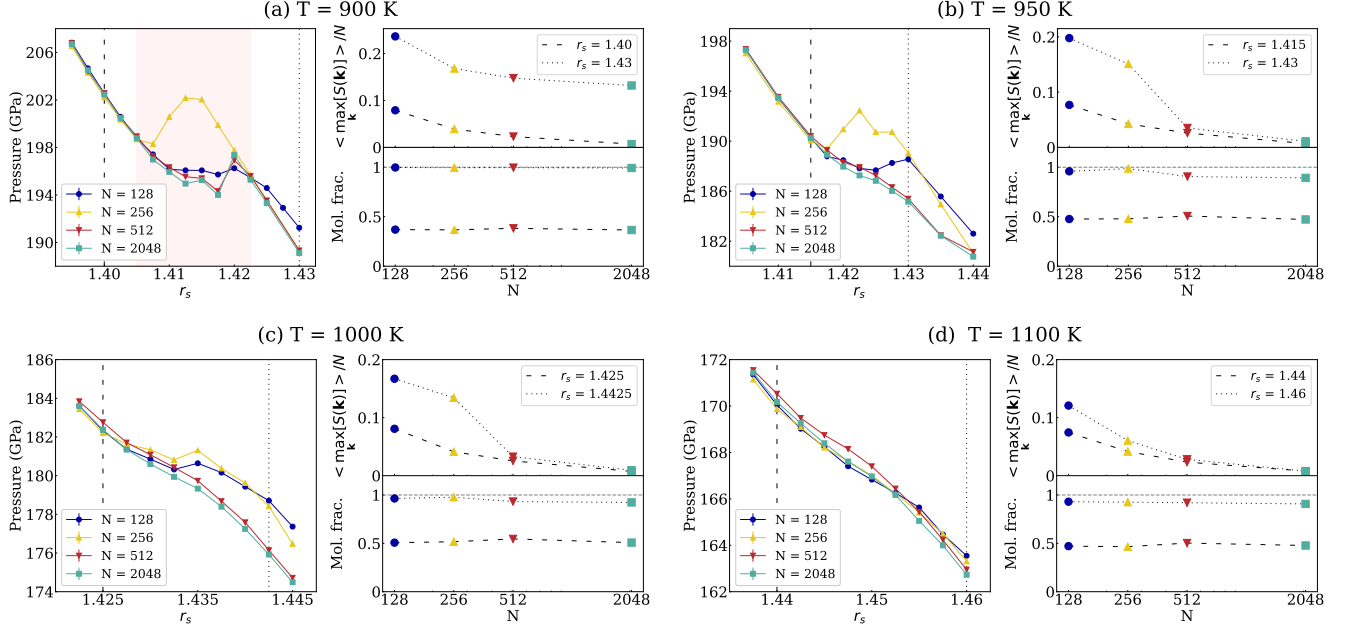 (a) T = 900 K
Pressure (GPa)
206
202
198
194
190
1.40
1.41
1.42
1.43
r_s
N = 128
N = 256
N = 512
N = 2048
< max[S(k)] > /N
k
0.2
0.1
0
r_s = 1.40
r_s = 1.43
Mol. frac.
1
0.5
0
128
256
512
2048
N
(b) T = 950 K
Pressure (GPa)
198
194
190
186
182
1.41
1.42
1.43
1.44
r_s
N = 128
N = 256
N = 512
N = 2048
< max[S(k)] > /N
k
0.2
0.1
0
r_s = 1.415
r_s = 1.43
Mol. frac.
1
0.5
0
128
256
512
2048
N
(c) T = 1000 K
Pressure (GPa)
186
184
182
180
178
176
174
1.425
1.435
1.445
r_s
N = 128
N = 256
N = 512
N = 2048
< max[S(k)] > /N
k
0.2
0.1
0
r_s = 1.425
r_s = 1.4425
Mol. frac.
1
0.5
0
128
256
512
2048
N
(d) T = 1100 K
Pressure (GPa)
172
170
168
166
164
162
1.44
1.45
1.46
r_s
N = 128
N = 256
N = 512
N = 2048
< max[S(k)] > /N
k
0.2
0.1
0
r_s = 1.44
r_s = 1.46
Mol. frac.
1
0.5
0
128
256
512
2048
N